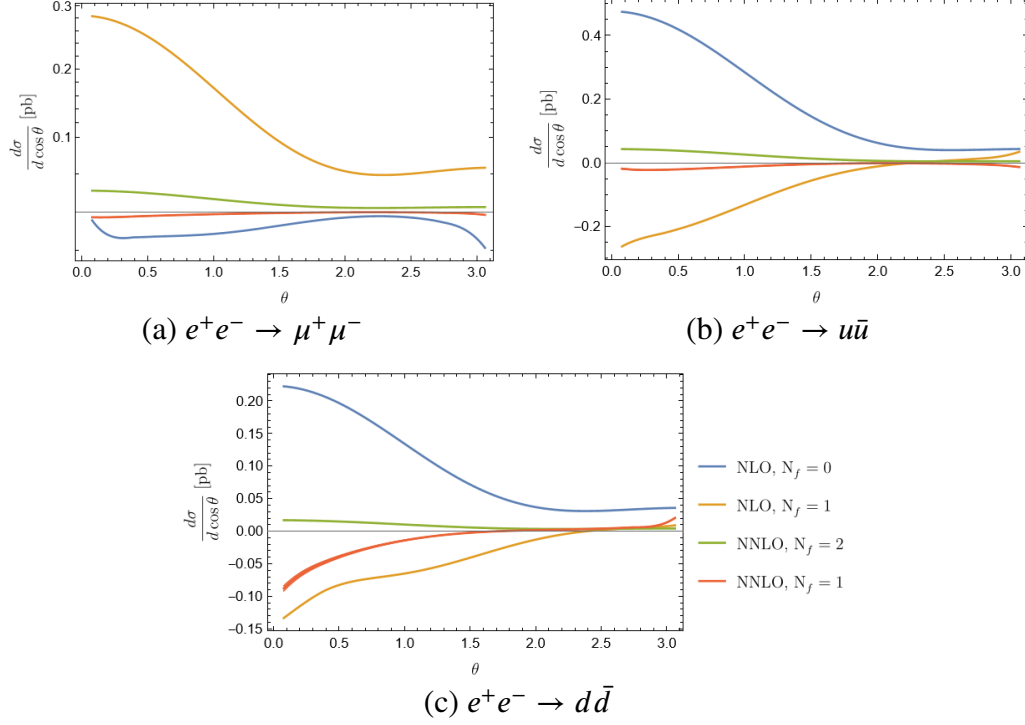 0.3
0.2
0.1
dσ
d cos θ
[pb]
0.0 0.5 1.0 1.5 2.0 2.5 3.0
θ
(a) e⁺e⁻ → μ⁺μ⁻
0.4
0.2
0.0
−0.2
dσ
d cos θ
[pb]
0.0 0.5 1.0 1.5 2.0 2.5 3.0
θ
(b) e⁺e⁻ → uū
0.20
0.15
0.10
0.05
0.00
−0.05
−0.10
−0.15
dσ
d cos θ
[pb]
0.0 0.5 1.0 1.5 2.0 2.5 3.0
θ
NLO, N_f = 0
NLO, N_f = 1
NNLO, N_f = 2
NNLO, N_f = 1
(c) e⁺e⁻ → dd̄